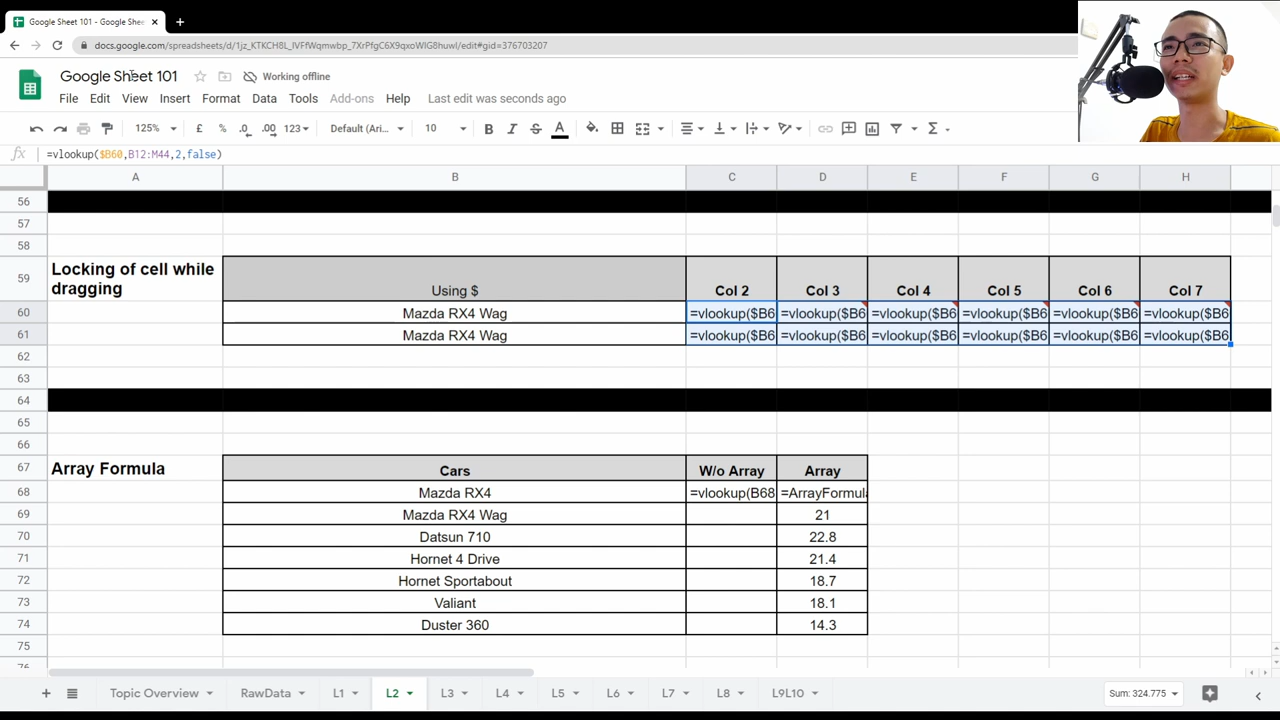 Google Sheet 101 - Google Shee
docs.google.com/spreadsheets/d/1jz_KTKCH8L_IVFfWqmwbp_7XrPfgC6X9qxoWIG8huwI/edit#gid=376703207
Google Sheet 101 Working offline
File Edit View Insert Format Data Tools Add-ons Help Last edit was seconds ago
125% £ % .0 .00 123 Default (Ari... 10 B I S A Σ
fx =vlookup($B60,B12:M44,2,false)
A B C D E F G H
56
57
58
59 Locking of cell while dragging Using $ Col 2 Col 3 Col 4 Col 5 Col 6 Col 7
60 Mazda RX4 Wag =vlookup($B6 =vlookup($B6 =vlookup($B6 =vlookup($B6 =vlookup($B6 =vlookup($B6
61 Mazda RX4 Wag =vlookup($B6 =vlookup($B6 =vlookup($B6 =vlookup($B6 =vlookup($B6 =vlookup($B6
62
63
64
65
66
67 Array Formula Cars W/o Array Array
68 Mazda RX4 =vlookup(B68 =ArrayFormula
69 Mazda RX4 Wag 21
70 Datsun 710 22.8
71 Hornet 4 Drive 21.4
72 Hornet Sportabout 18.7
73 Valiant 18.1
74 Duster 360 14.3
75
76
Topic Overview RawData L1 L2 L3 L4 L5 L6 L7 L8 L9L10 Sum: 324.775